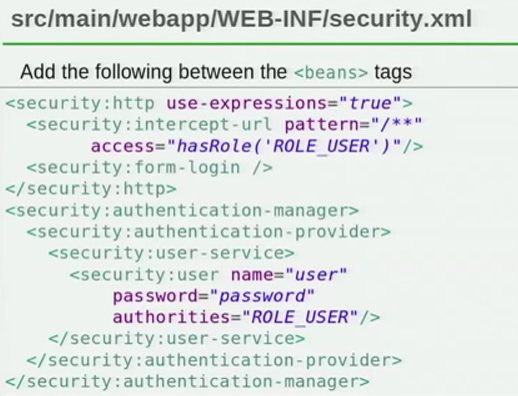 src/main/webapp/WEB-INF/security.xml
Add the following between the <beans> tags
<security:http use-expressions="true">
<security:intercept-url pattern="/**"
access="hasRole('ROLE_USER')"/>
<security:form-login />
</security:http>
<security:authentication-manager>
<security:authentication-provider>
<security:user-service>
<security:user name="user"
password="password"
authorities="ROLE_USER"/>
</security:user-service>
</security:authentication-provider>
</security:authentication-manager>